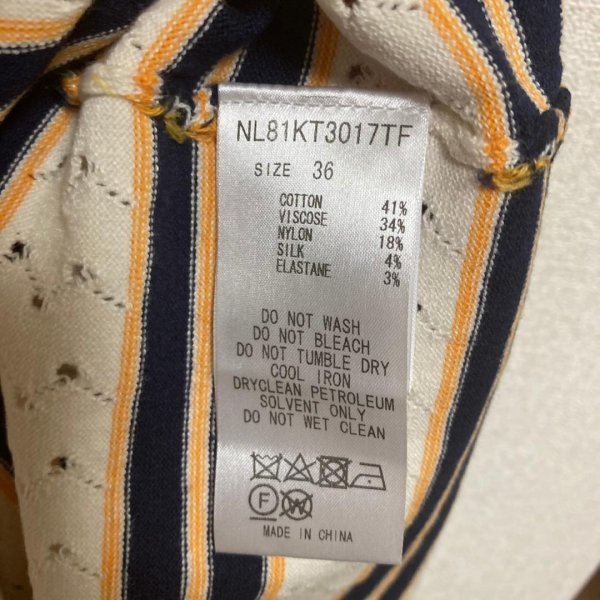 NL81KT3017TF
SIZE 36
COTTON 41%
VISCOSE 34%
NYLON 18%
SILK 4%
ELASTANE 3%
DO NOT WASH
DO NOT BLEACH
DO NOT TUMBLE DRY
COOL IRON
DRYCLEAN PETROLEUM
SOLVENT ONLY
DO NOT WET CLEAN
F W
MADE IN CHINA